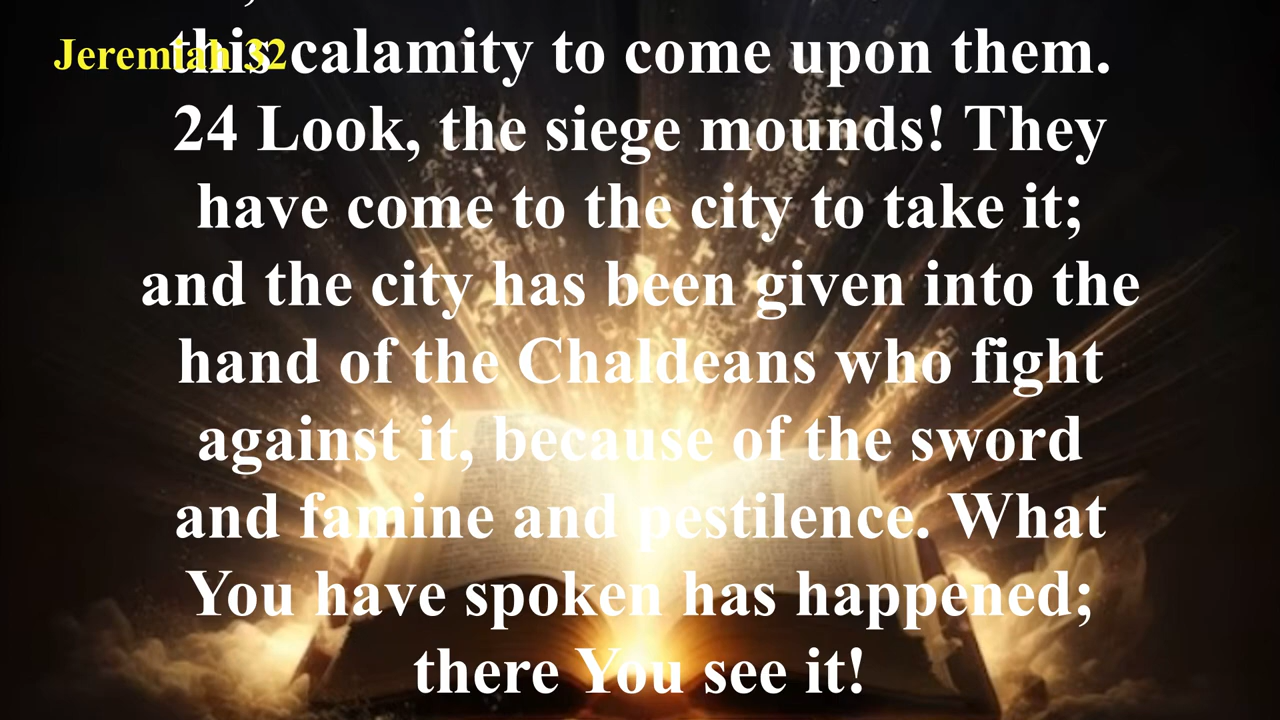 Jeremiah 32
this calamity to come upon them.
24 Look, the siege mounds! They
have come to the city to take it;
and the city has been given into the
hand of the Chaldeans who fight
against it, because of the sword
and famine and pestilence. What
You have spoken has happened;
there You see it!